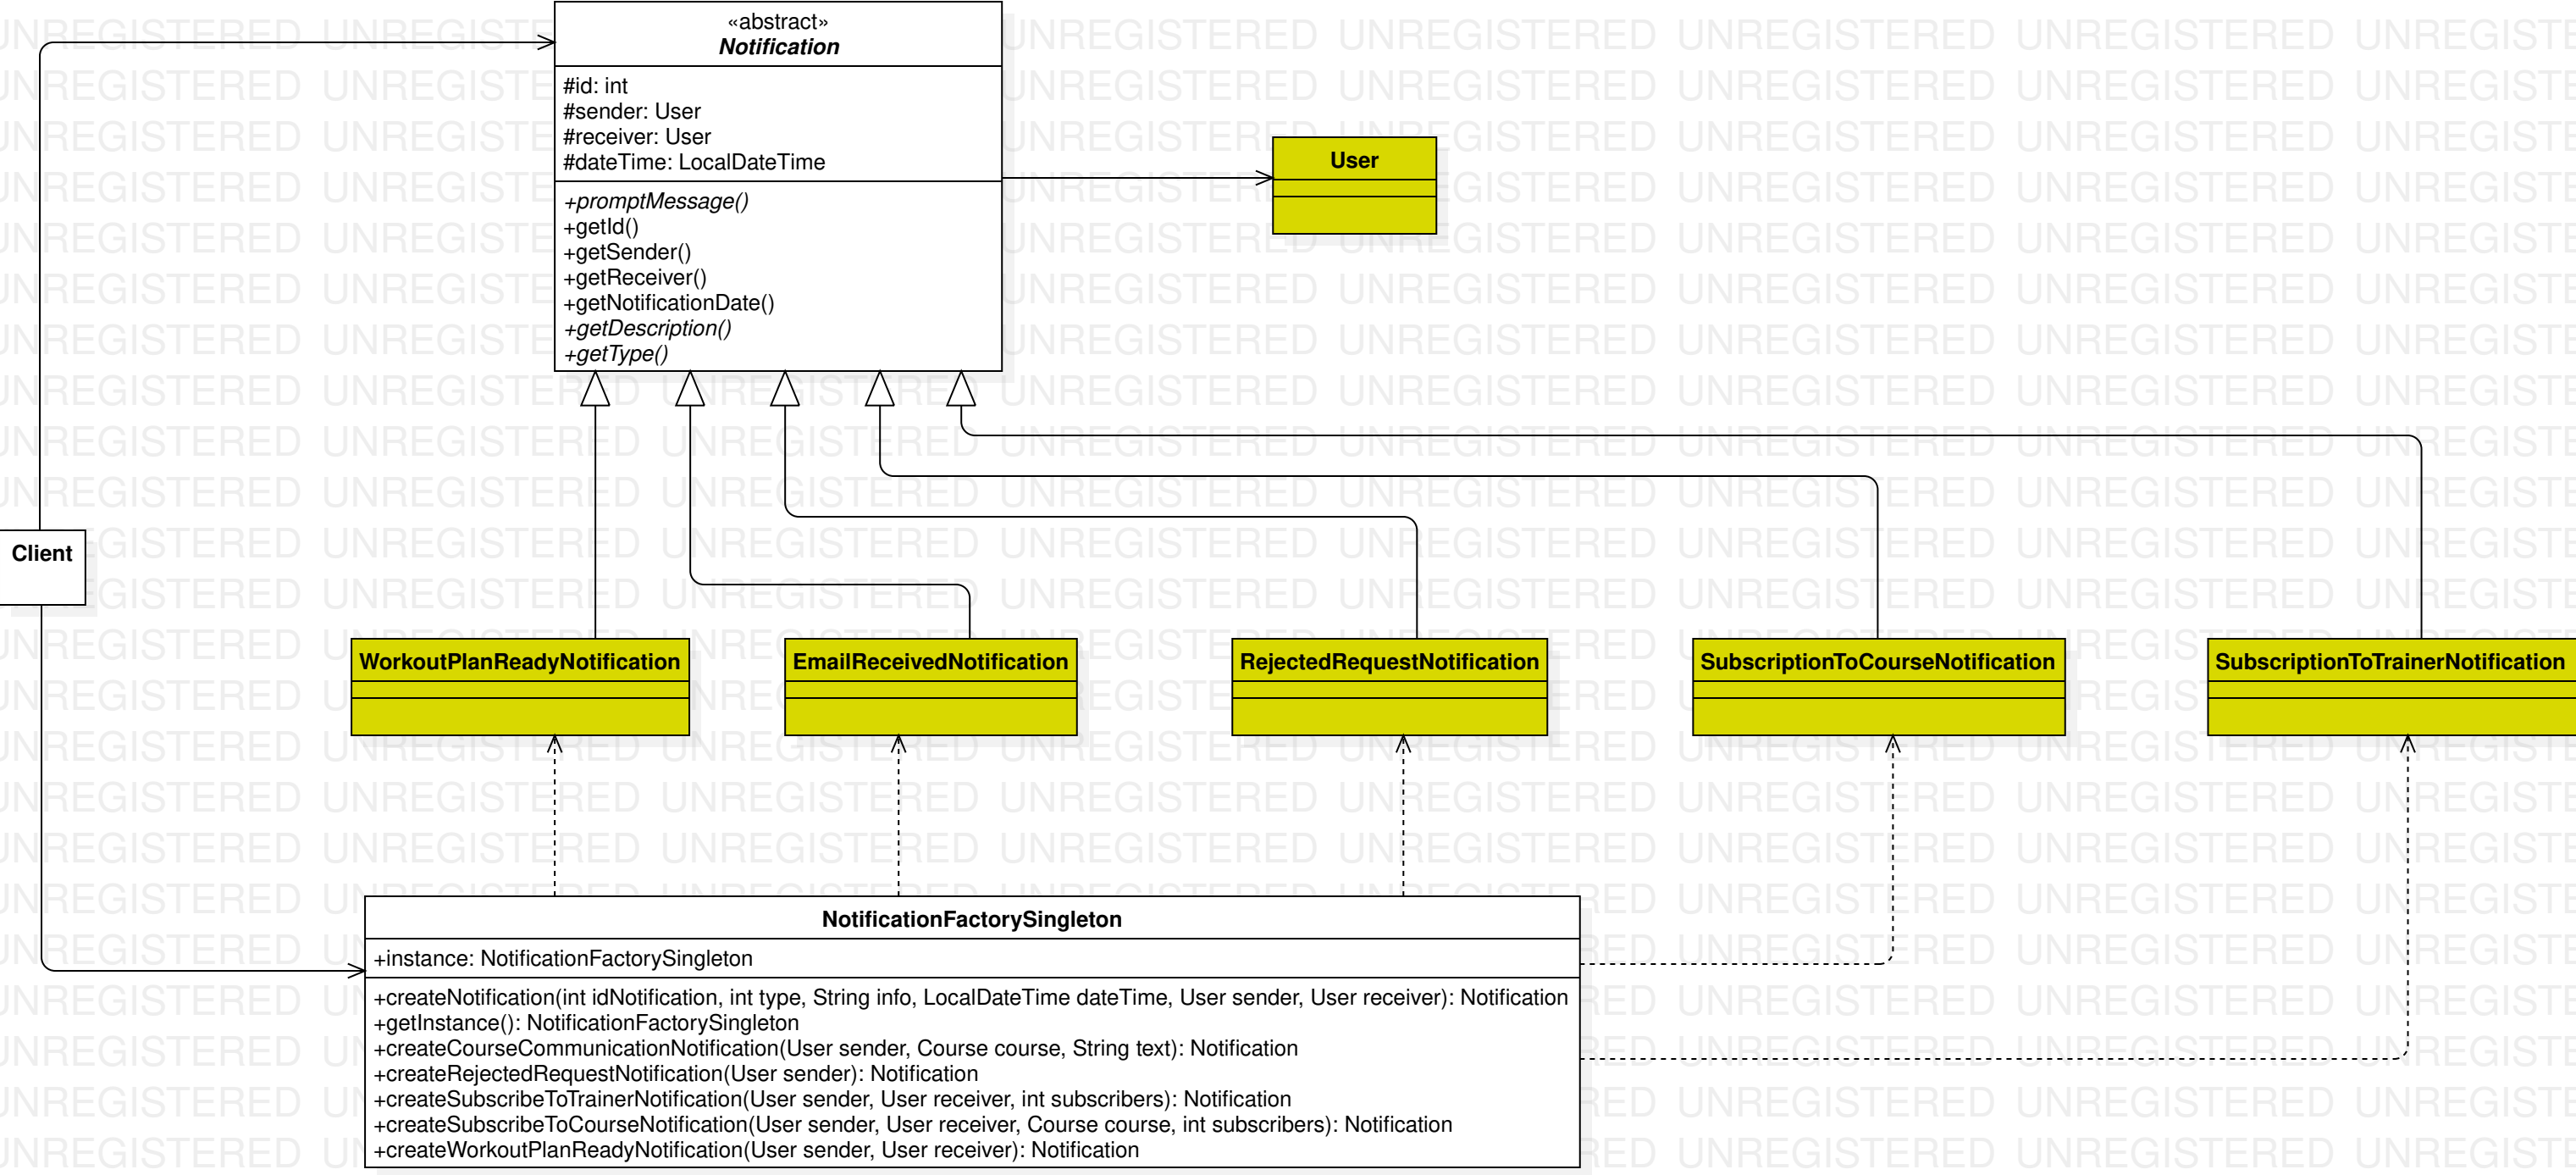 «abstract»
Notification
#id: int
#sender: User
#receiver: User
#dateTime: LocalDateTime
+promptMessage()
+getId()
+getSender()
+getReceiver()
+getNotificationDate()
+getDescription()
+getType()
User
Client
WorkoutPlanReadyNotification
EmailReceivedNotification
RejectedRequestNotification
SubscriptionToCourseNotification
SubscriptionToTrainerNotification
NotificationFactorySingleton
+instance: NotificationFactorySingleton
+createNotification(int idNotification, int type, String info, LocalDateTime dateTime, User sender, User receiver): Notification
+getInstance(): NotificationFactorySingleton
+createCourseCommunicationNotification(User sender, Course course, String text): Notification
+createRejectedRequestNotification(User sender): Notification
+createSubscribeToTrainerNotification(User sender, User receiver, int subscribers): Notification
+createSubscribeToCourseNotification(User sender, User receiver, Course course, int subscribers): Notification
+createWorkoutPlanReadyNotification(User sender, User receiver): Notification
UNREGISTERED